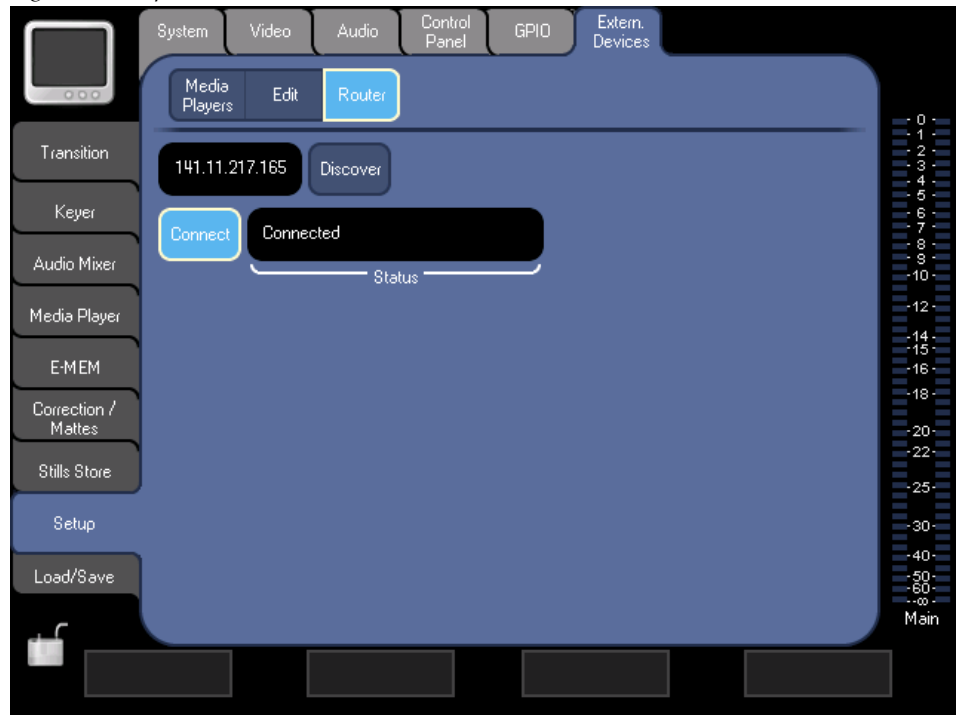 System
Video
Audio
Control
Panel
GPIO
Extern.
Devices
Media
Players
Edit
Router
141.11.217.165
Discover
Connect
Connected
Status
Transition
Keyer
Audio Mixer
Media Player
E-MEM
Correction /
Mattes
Stills Store
Setup
Load/Save
- 0 -
- 1 -
- 2 -
- 3 -
- 4 -
- 5 -
- 6 -
- 7 -
- 8 -
- 9 -
-10-
-12-
-14-
-15-
-16-
-18-
-20-
-22-
-25-
-30-
-40-
-50-
-60-
--∞-
Main